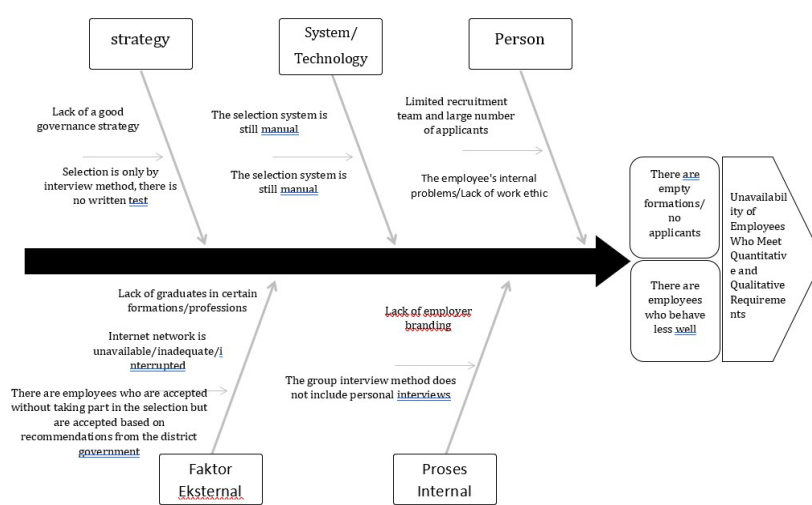 strategy
System/
Technology
Person
Lack of a good
governance strategy
Selection is only by
interview method, there is
no written test
The selection system is
still manual
The selection system is
still manual
Limited recruitment
team and large number
of applicants
The employee's internal
problems/Lack of work ethic
There are
empty
formations/
no
applicants
There are
employees
who behave
less well
Unavailabil
ity of
Employees
Who Meet
Quantitativ
e and
Qualitative
Requireme
nts
Lack of graduates in certain
formations/professions
Internet network is
unavailable/inadequate/i
nterrupted
There are employees who are accepted
without taking part in the selection but
are accepted based on
recommendations from the district
government
Lack of employer
branding
The group interview method does
not include personal interviews
Faktor
Eksternal
Proses
Internal